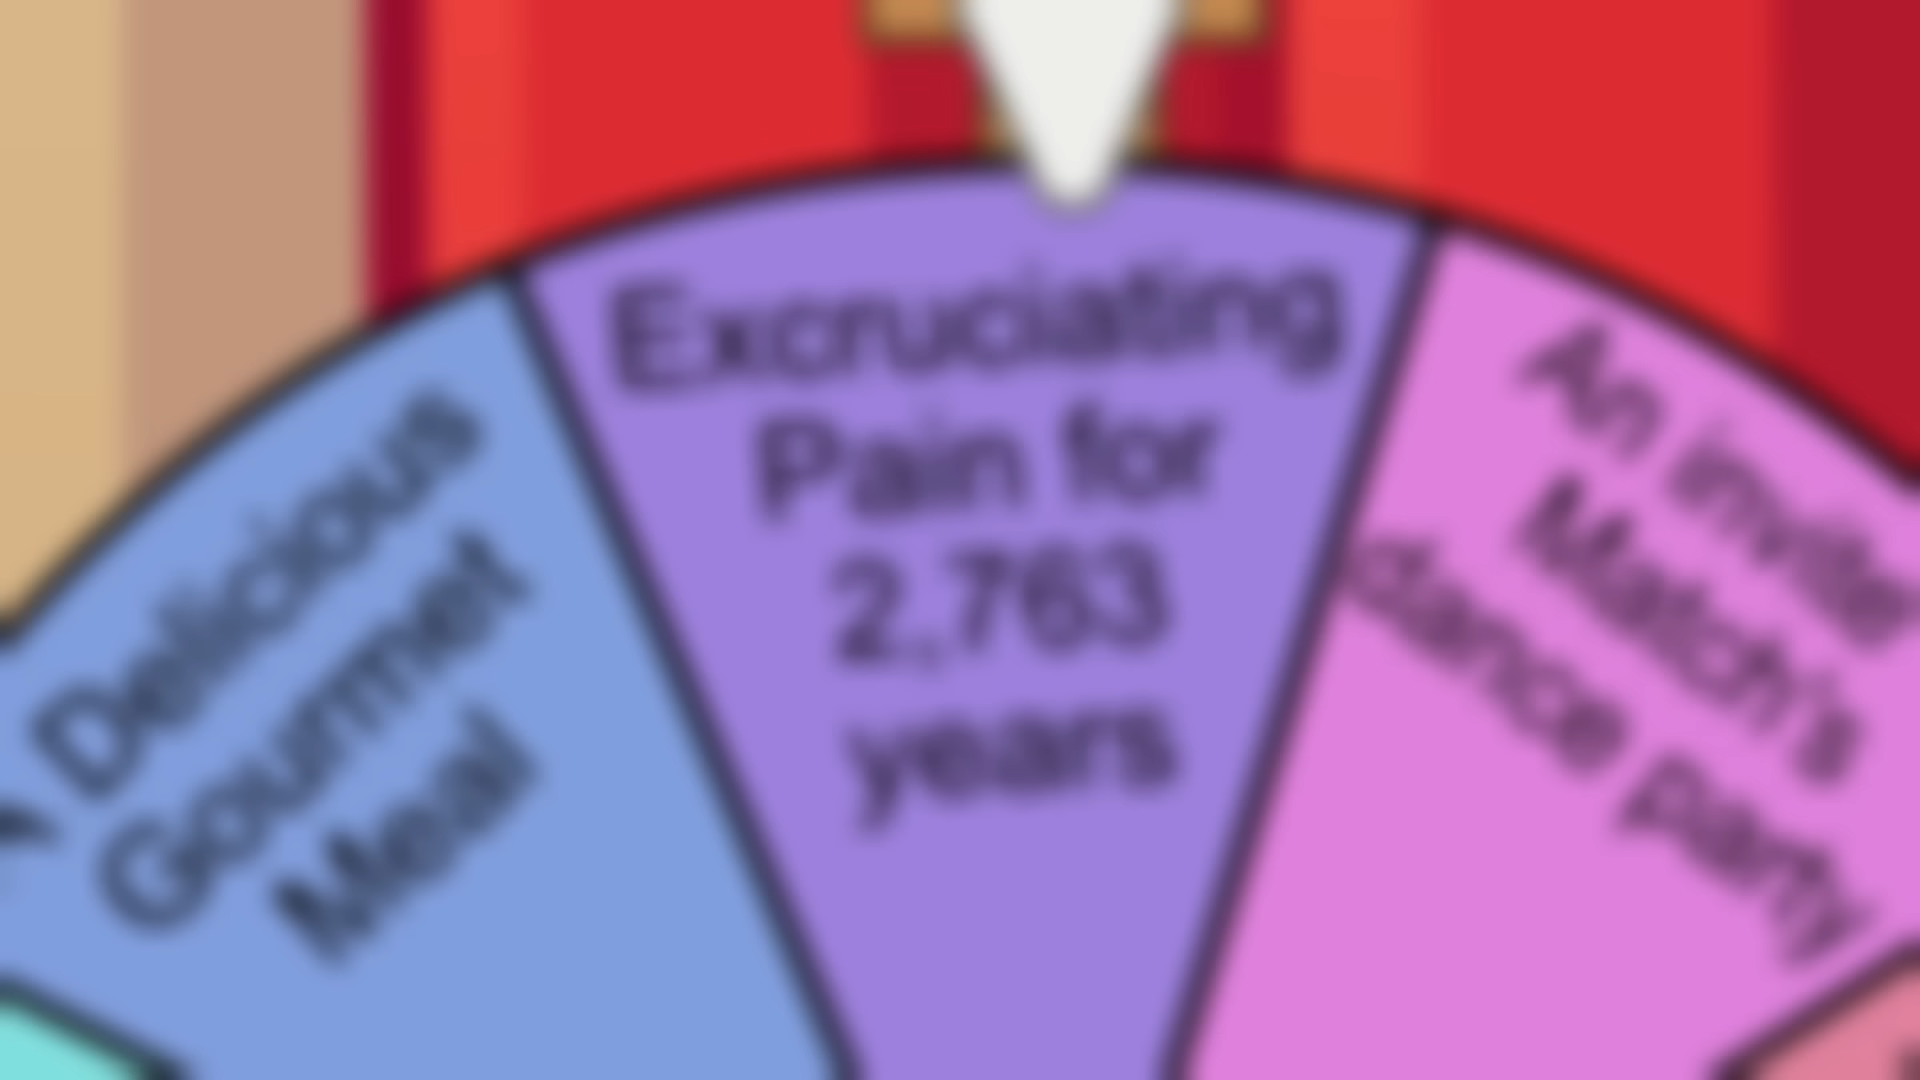 Delicious
Gourmet
Meal
Excruciating
Pain for
2,763
years
An invite
Match's
dance party